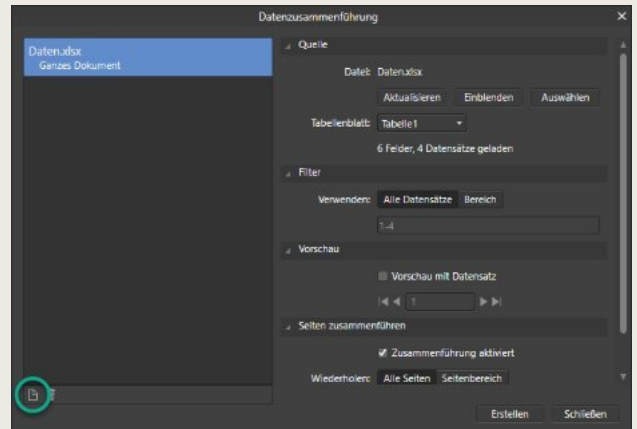 Datenzusammenführung
Daten.xlsx
Ganzes Dokument
Quelle
Datei: Daten.xlsx
Aktualisieren Einblenden Auswählen
Tabellenblatt: Tabelle1
6 Felder, 4 Datensätze geladen
Filter
Verwenden: Alle Datensätze Bereich
1-4
Vorschau
Vorschau mit Datensatz
1
Seiten zusammenführen
Zusammenführung aktiviert
Wiederholen: Alle Seiten Seitenbereich
Erstellen Schließen